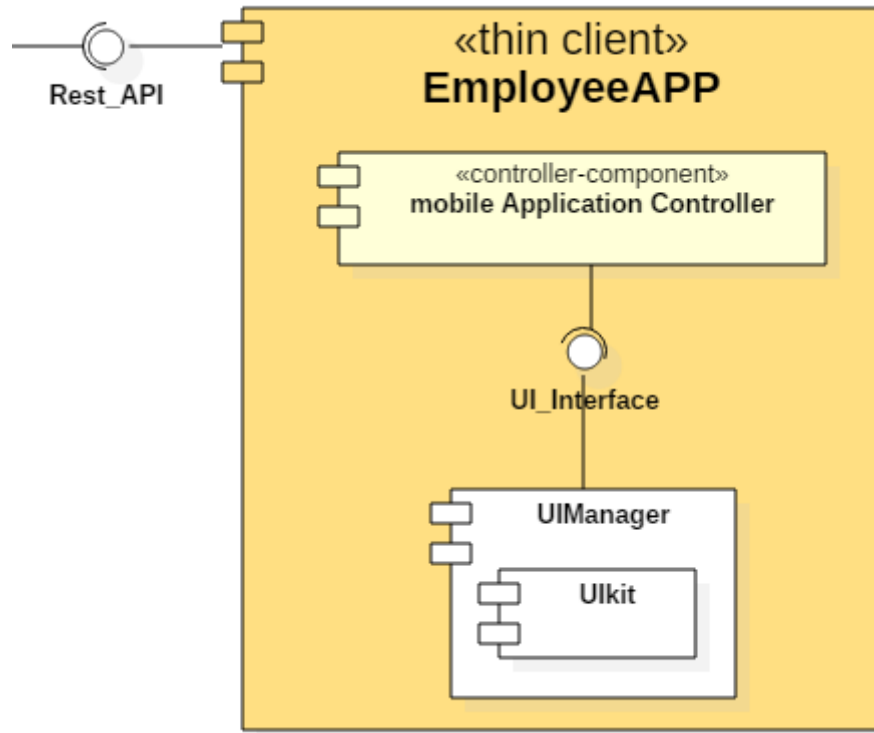 «thin client»
EmployeeAPP
Rest_API
«controller-component»
mobile Application Controller
UI_Interface
UIManager
UIkit